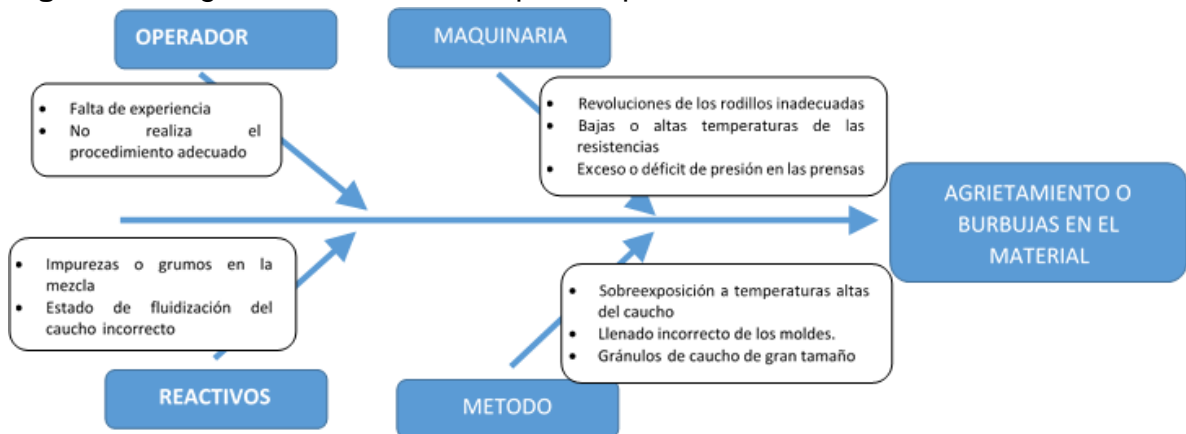 OPERADOR
MAQUINARIA
• Falta de experiencia
• No realiza el
procedimiento adecuado
• Revoluciones de los rodillos inadecuadas
• Bajas o altas temperaturas de las
resistencias
• Exceso o déficit de presión en las prensas
AGRIETAMIENTO O
BURBUJAS EN EL
MATERIAL
• Impurezas o grumos en la
mezcla
• Estado de fluidización del
caucho incorrecto
• Sobreexposición a temperaturas altas
del caucho
• Llenado incorrecto de los moldes.
• Gránulos de caucho de gran tamaño
REACTIVOS
METODO